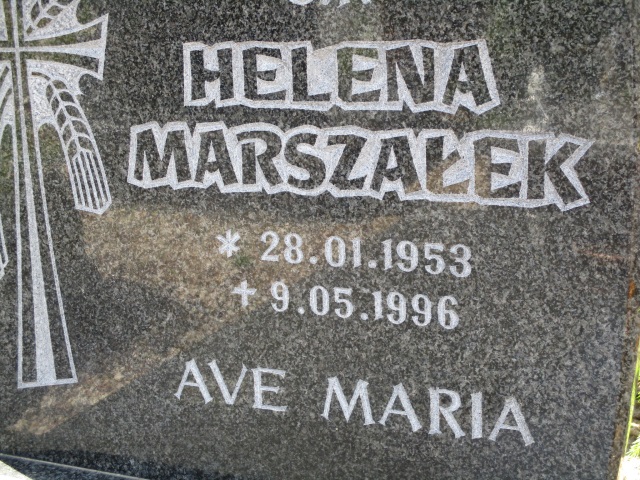 HELENA
MARSZAŁEK
* 28.01.1953
+ 9.05.1996
AVE MARIA